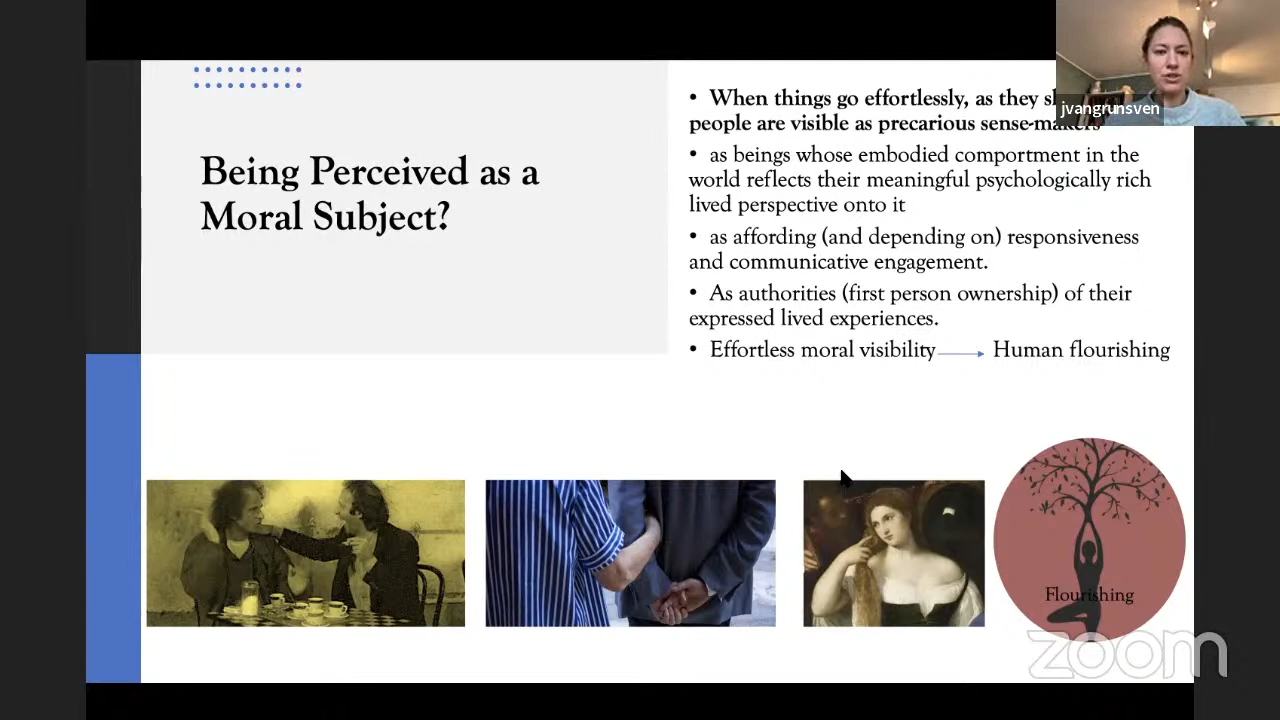 Being Perceived as a
Moral Subject?
• When things go effortlessly, as they
people are visible as precarious sense-makers
• as beings whose embodied comportment in the
world reflects their meaningful psychologically rich
lived perspective onto it
• as affording (and depending on) responsiveness
and communicative engagement.
• As authorities (first person ownership) of their
expressed lived experiences.
• Effortless moral visibility → Human flourishing
Flourishing
jvangrunsven
zoom